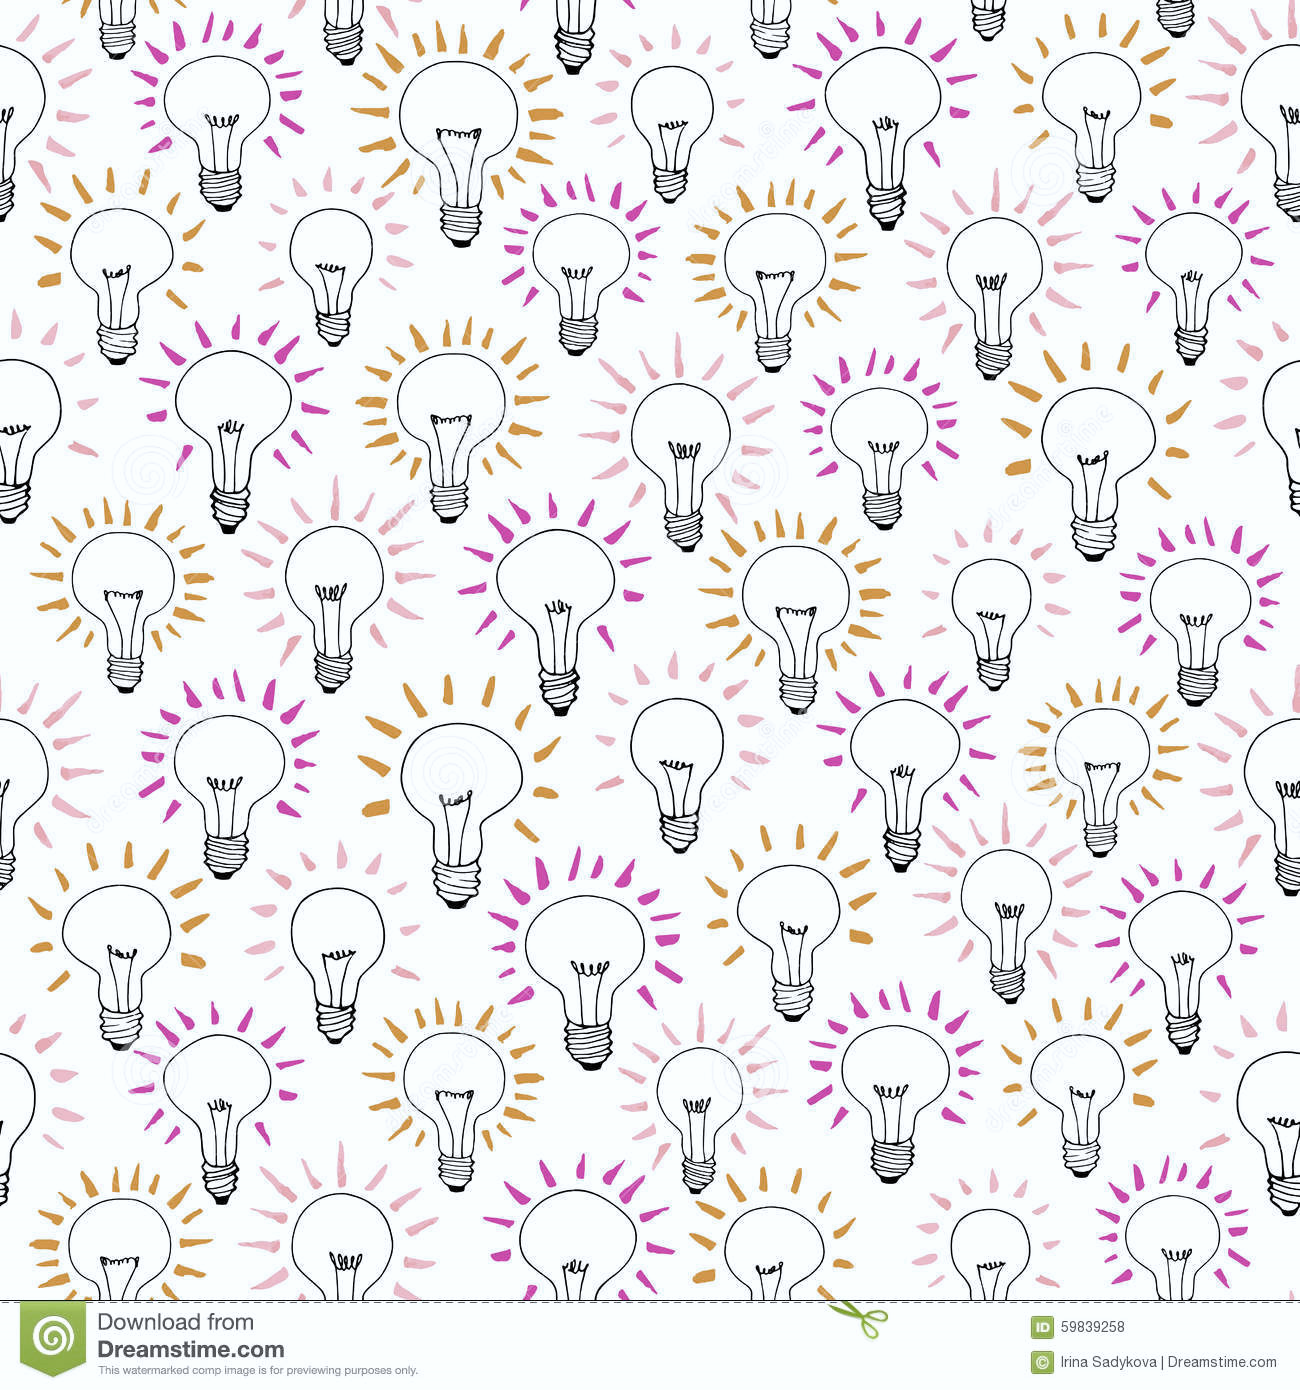 Download from
Dreamstime.com
This watermarked comp image is for previewing purposes only.
ID 59839258
© Irina Sadykova | Dreamstime.com